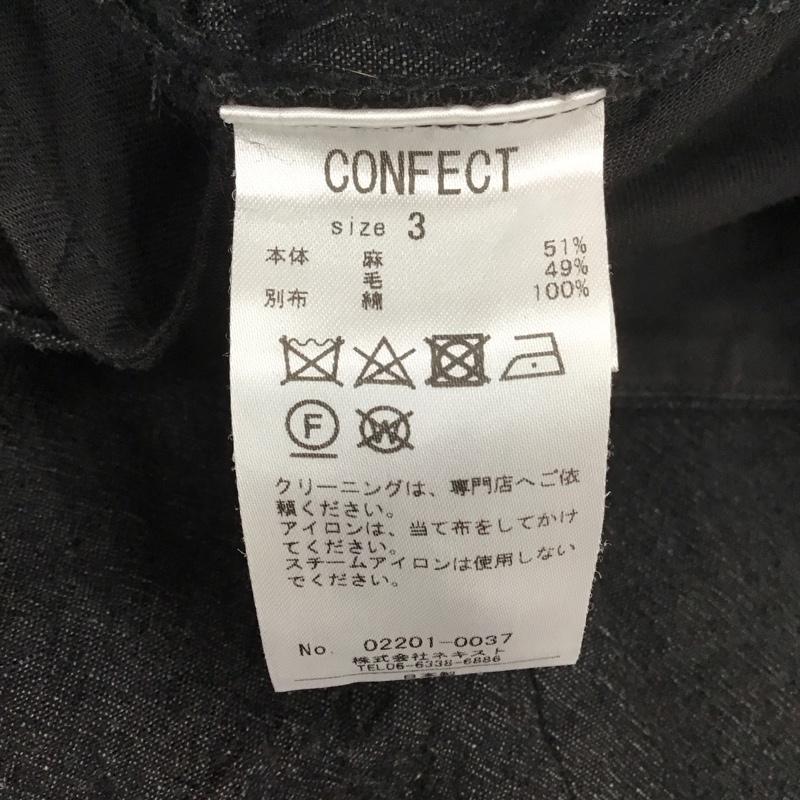 CONFECT
size 3
本体 麻 51%
毛 49%
別布 綿 100%
F
W
クリーニングは、専門店へご依
頼ください。
アイロンは、当て布をしてかけ
てください。
スチームアイロンは使用しない
でください。
No. 02201-0037
株式会社ネキスト
TEL06-6338-6886
日本製